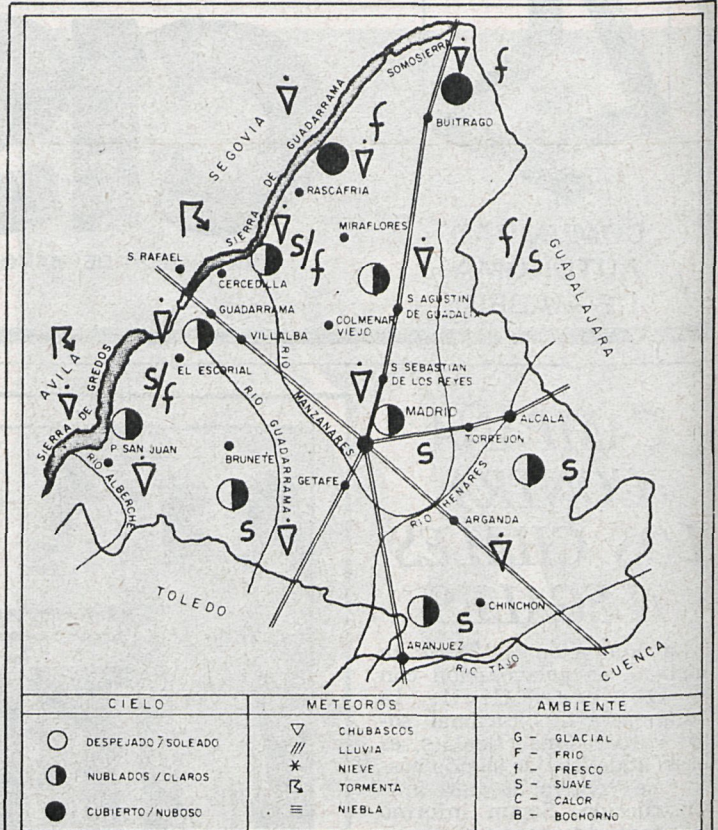 SOMOSIERRA
f
BUITRAGO
SEGOVIA
SIERRA DE GUADARRAMA
f
RASCAFRIA
MIRAFLORES
S/f
f/s
GUADALAJARA
S. RAFAEL
CERCEDILLA
GUADARRAMA
S AGUSTIN
DE GUADALIX
COLMENAR
VIEJO
VILLALBA
AVILA
SIERRA DE GREDOS
S/f
EL ESCORIAL
RIO MANZANARES
S SEBASTIAN
DE LOS REYES
MADRID
ALCALA
TORREJON
S
S
P. SAN JUAN
RIO ALBERCHE
BRUNETE
RIO GUADARRAMA
GETAFE
RIO HENARES
ARGANDA
S
TOLEDO
S
CHINCHON
ARANJUEZ
RIO TAJO
CUENCA
CIELO
DESPEJADO/SOLEADO
NUBLADOS/CLAROS
CUBIERTO/NUBOSO
METEOROS
CHUBASCOS
LLUVIA
NIEVE
TORMENTA
NIEBLA
AMBIENTE
G - GLACIAL
F - FRIO
f - FRESCO
S - SUAVE
C - CALOR
B - BOCHORNO